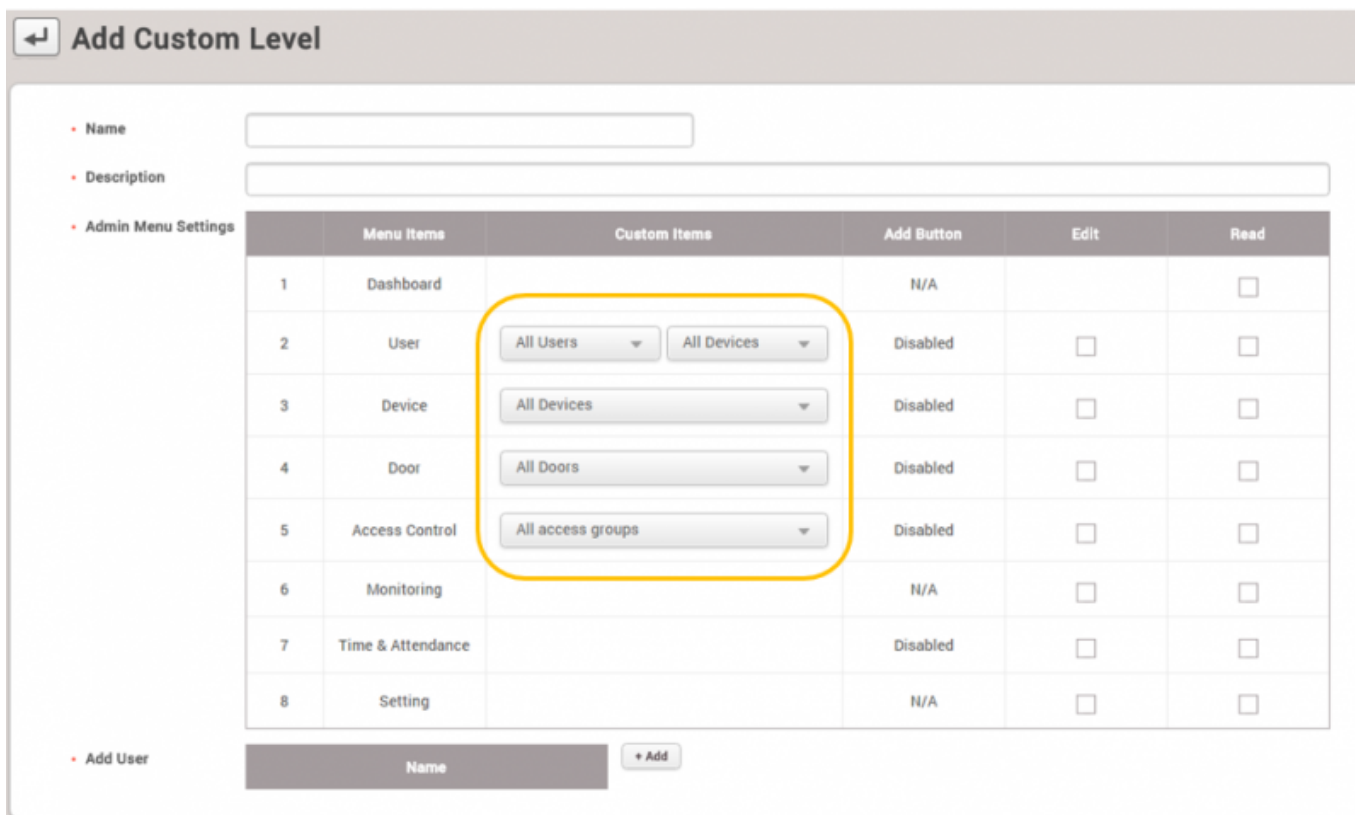 Add Custom Level
Name
Description
Admin Menu Settings
Menu Items Custom Items Add Button Edit Read
1 Dashboard N/A
2 User All Users All Devices Disabled
3 Device All Devices Disabled
4 Door All Doors Disabled
5 Access Control All access groups Disabled
6 Monitoring N/A
7 Time & Attendance Disabled
8 Setting N/A
Add User Name + Add